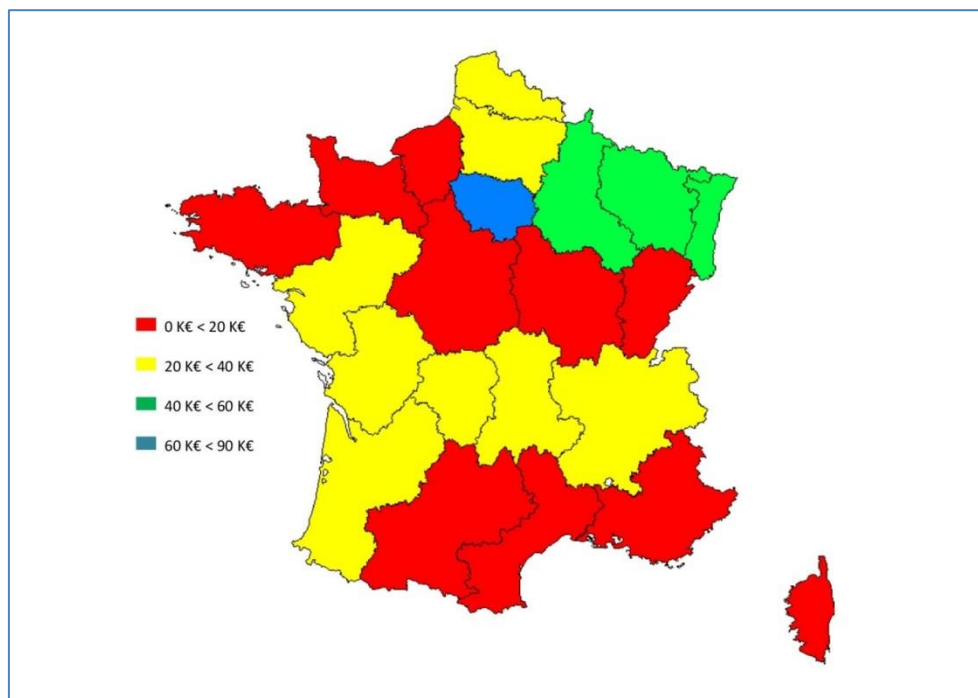 0 K€ < 20 K€
20 K€ < 40 K€
40 K€ < 60 K€
60 K€ < 90 K€